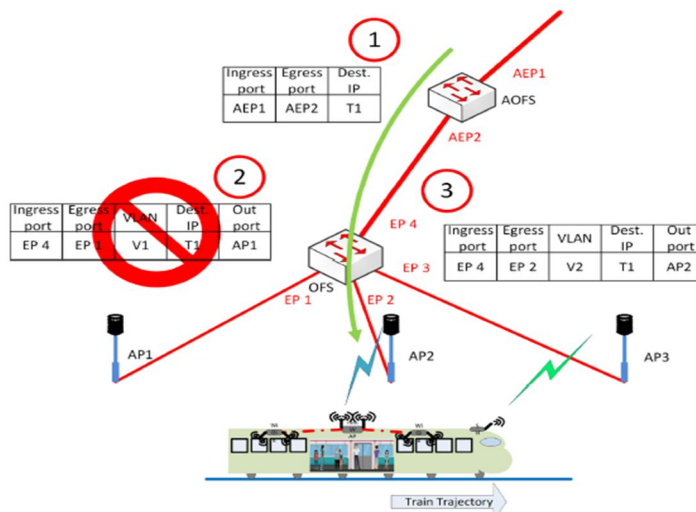 1
Ingress port Egress port Dest. IP
AEP1 AEP2 T1
AEP1
AOFS
AEP2
2
Ingress port Egress port VLAN Dest. IP Out port
EP 4 EP 1 V1 T1 AP1
3
EP 4
Ingress port Egress port VLAN Dest. IP Out port
EP 4 EP 2 V2 T1 AP2
OFS
EP 3
EP 1
EP 2
AP1
AP2
AP3
AP
Train Trajectory